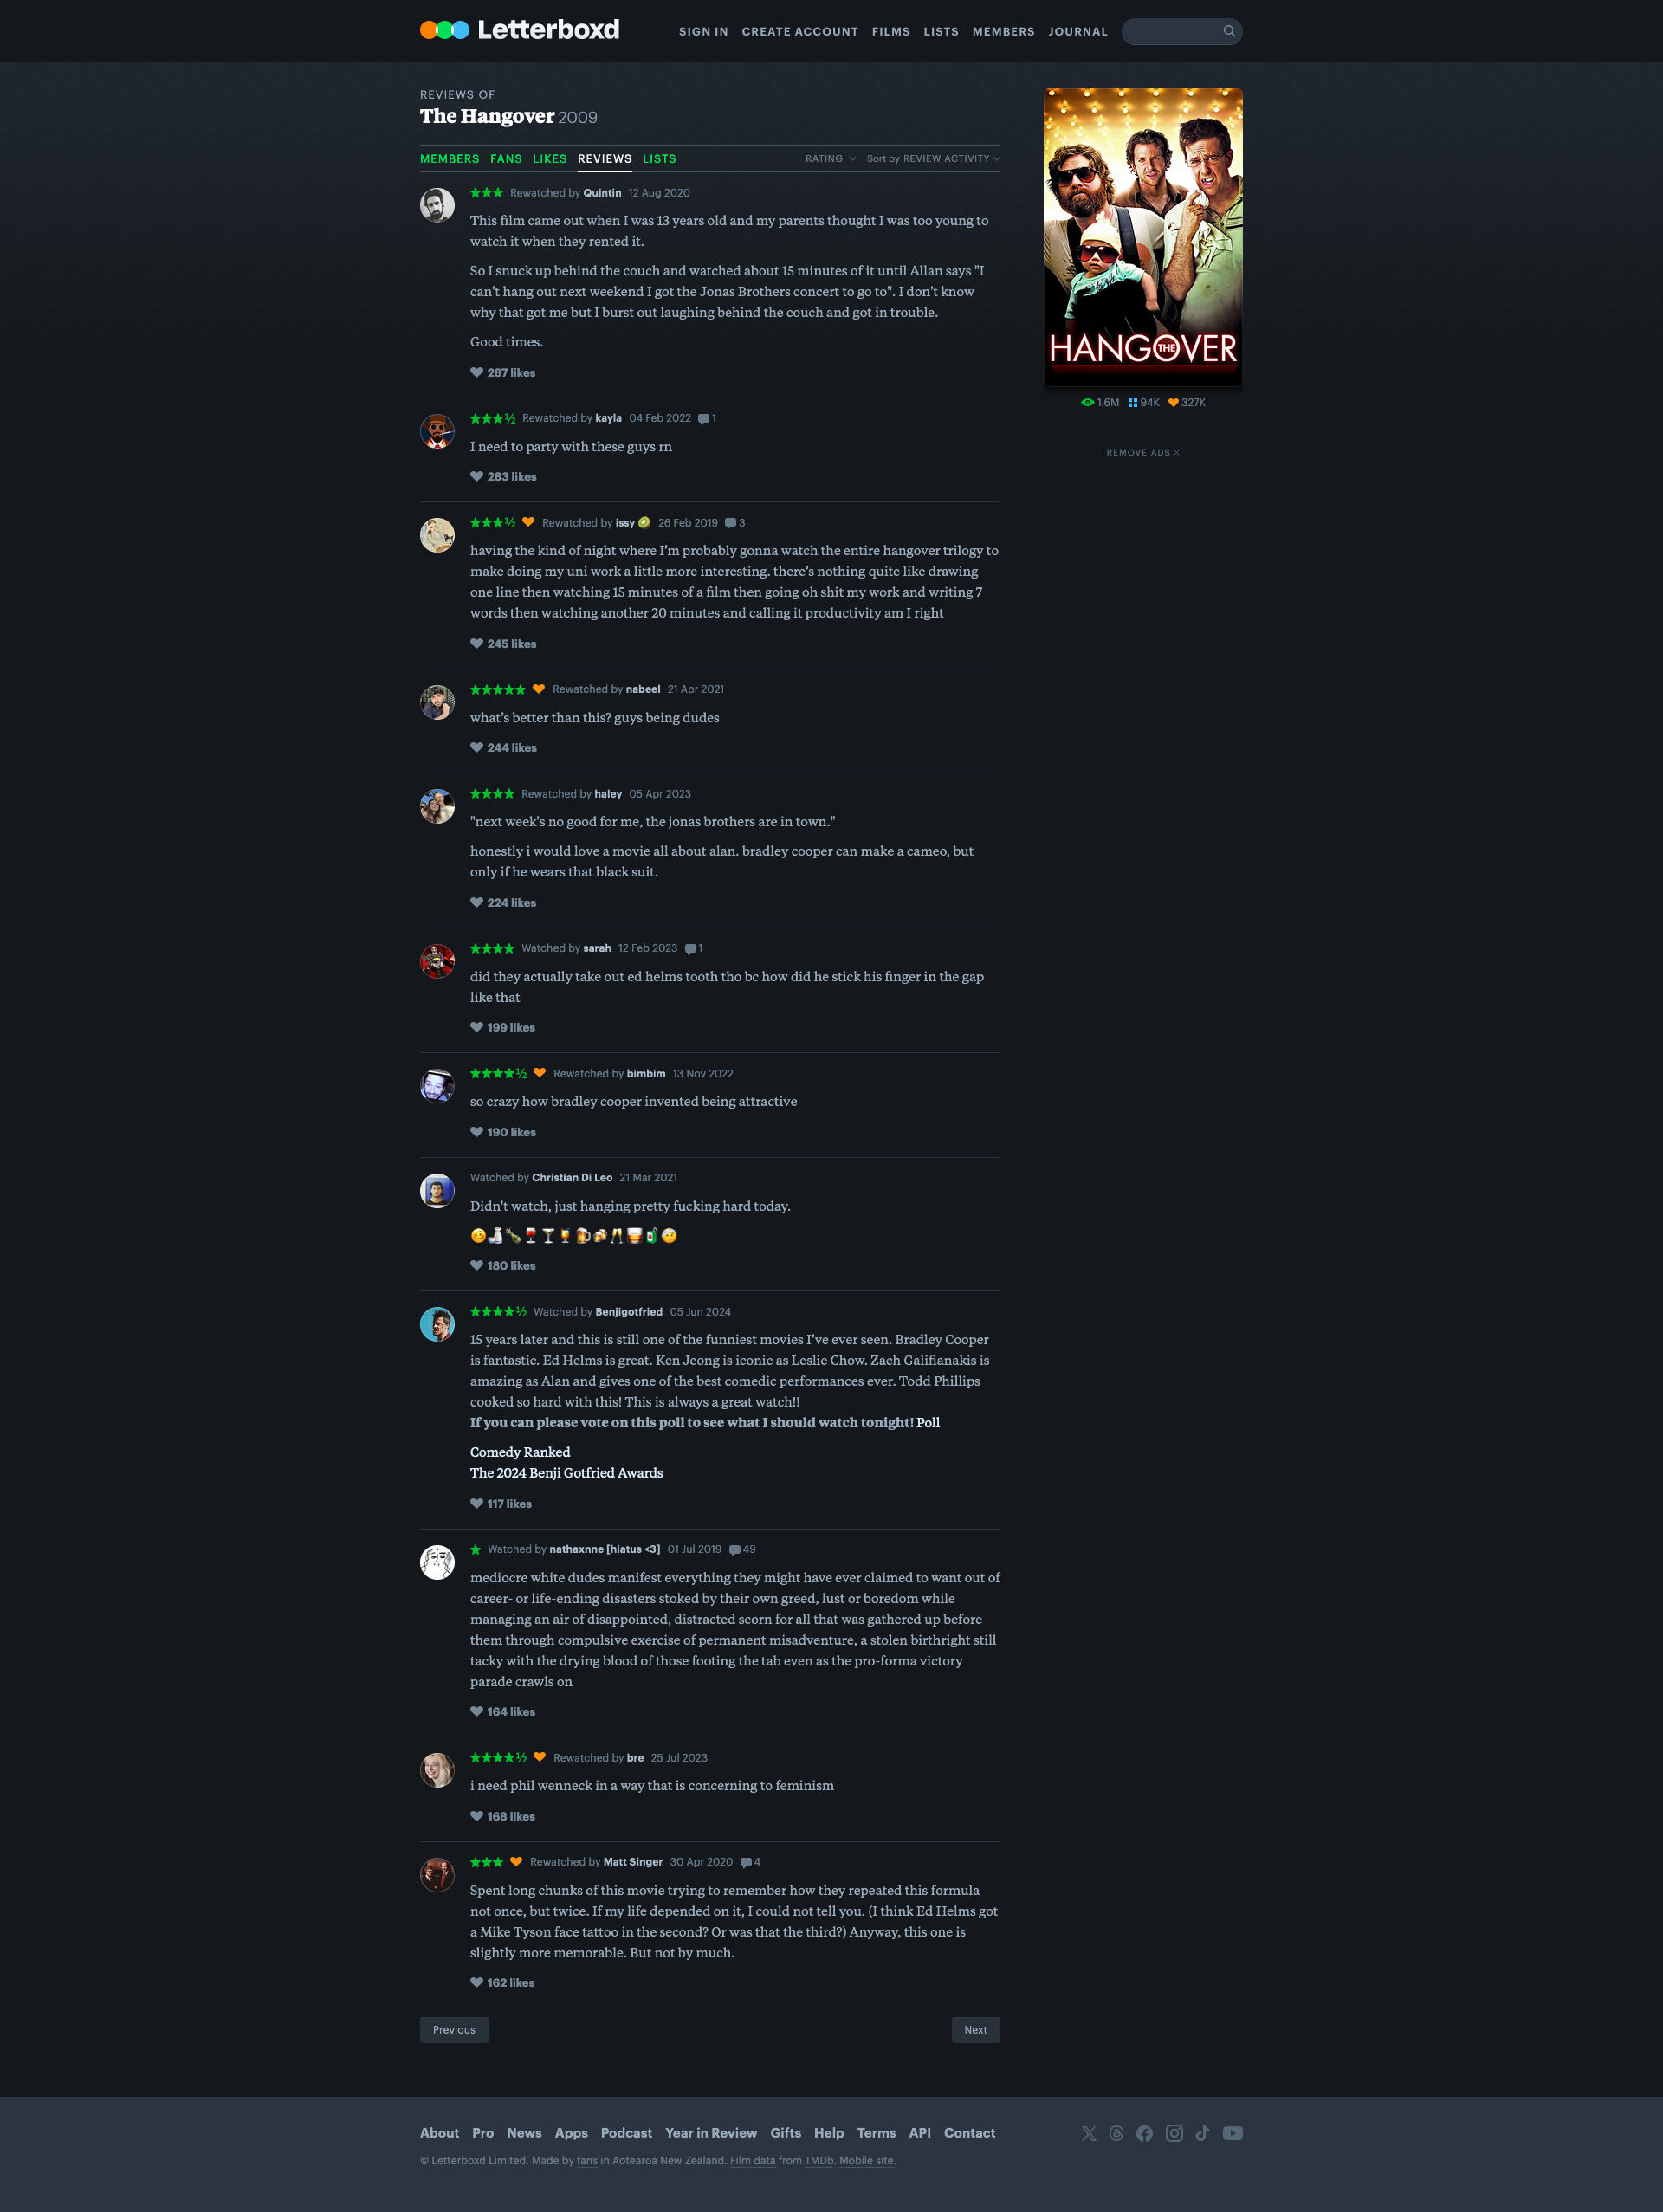 Letterboxd
SIGN IN CREATE ACCOUNT FILMS LISTS MEMBERS JOURNAL
REVIEWS OF
The Hangover 2009
MEMBERS FANS LIKES REVIEWS LISTS RATING Sort by REVIEW ACTIVITY
★★★ Rewatched by Quintin 12 Aug 2020
This film came out when I was 13 years old and my parents thought I was too young to
watch it when they rented it.
So I snuck up behind the couch and watched about 15 minutes of it until Allan says "I
can't hang out next weekend I got the Jonas Brothers concert to go to". I don't know
why that got me but I burst out laughing behind the couch and got in trouble.
Good times.
287 likes
★★★½ Rewatched by kayla 04 Feb 2022 1
I need to party with these guys rn
283 likes
★★★½ Rewatched by issy 🥝 26 Feb 2019 3
having the kind of night where I’m probably gonna watch the entire hangover trilogy to
make doing my uni work a little more interesting. there’s nothing quite like drawing
one line then watching 15 minutes of a film then going oh shit my work and writing 7
words then watching another 20 minutes and calling it productivity am I right
245 likes
★★★★★ Rewatched by nabeel 21 Apr 2021
what’s better than this? guys being dudes
244 likes
★★★★ Rewatched by haley 05 Apr 2023
"next week's no good for me, the jonas brothers are in town."
honestly i would love a movie all about alan. bradley cooper can make a cameo, but
only if he wears that black suit.
224 likes
★★★★ Watched by sarah 12 Feb 2023 1
did they actually take out ed helms tooth tho bc how did he stick his finger in the gap
like that
199 likes
★★★★½ Rewatched by bimbim 13 Nov 2022
so crazy how bradley cooper invented being attractive
190 likes
Watched by Christian Di Leo 21 Mar 2021
Didn't watch, just hanging pretty fucking hard today.
🥴🍶🍾🍷🍸🍹🍺🍻🥂🥃🧃🤕
180 likes
★★★★½ Watched by Benjigotfried 05 Jun 2024
15 years later and this is still one of the funniest movies I’ve ever seen. Bradley Cooper
is fantastic. Ed Helms is great. Ken Jeong is iconic as Leslie Chow. Zach Galifianakis is
amazing as Alan and gives one of the best comedic performances ever. Todd Phillips
cooked so hard with this! This is always a great watch!!
If you can please vote on this poll to see what I should watch tonight! Poll
Comedy Ranked
The 2024 Benji Gotfried Awards
117 likes
★ Watched by nathaxnne [hiatus <3] 01 Jul 2019 49
mediocre white dudes manifest everything they might have ever claimed to want out of
career- or life-ending disasters stoked by their own greed, lust or boredom while
managing an air of disappointed, distracted scorn for all that was gathered up before
them through compulsive exercise of permanent misadventure, a stolen birthright still
tacky with the drying blood of those footing the tab even as the pro-forma victory
parade crawls on
164 likes
★★★★½ Rewatched by bre 25 Jul 2023
i need phil wenneck in a way that is concerning to feminism
168 likes
★★★ Rewatched by Matt Singer 30 Apr 2020 4
Spent long chunks of this movie trying to remember how they repeated this formula
not once, but twice. If my life depended on it, I could not tell you. (I think Ed Helms got
a Mike Tyson face tattoo in the second? Or was that the third?) Anyway, this one is
slightly more memorable. But not by much.
162 likes
Previous Next
THE HANGOVER
1.6M 94K 327K
REMOVE ADS
About Pro News Apps Podcast Year in Review Gifts Help Terms API Contact
© Letterboxd Limited. Made by fans in Aotearoa New Zealand. Film data from TMDb. Mobile site.